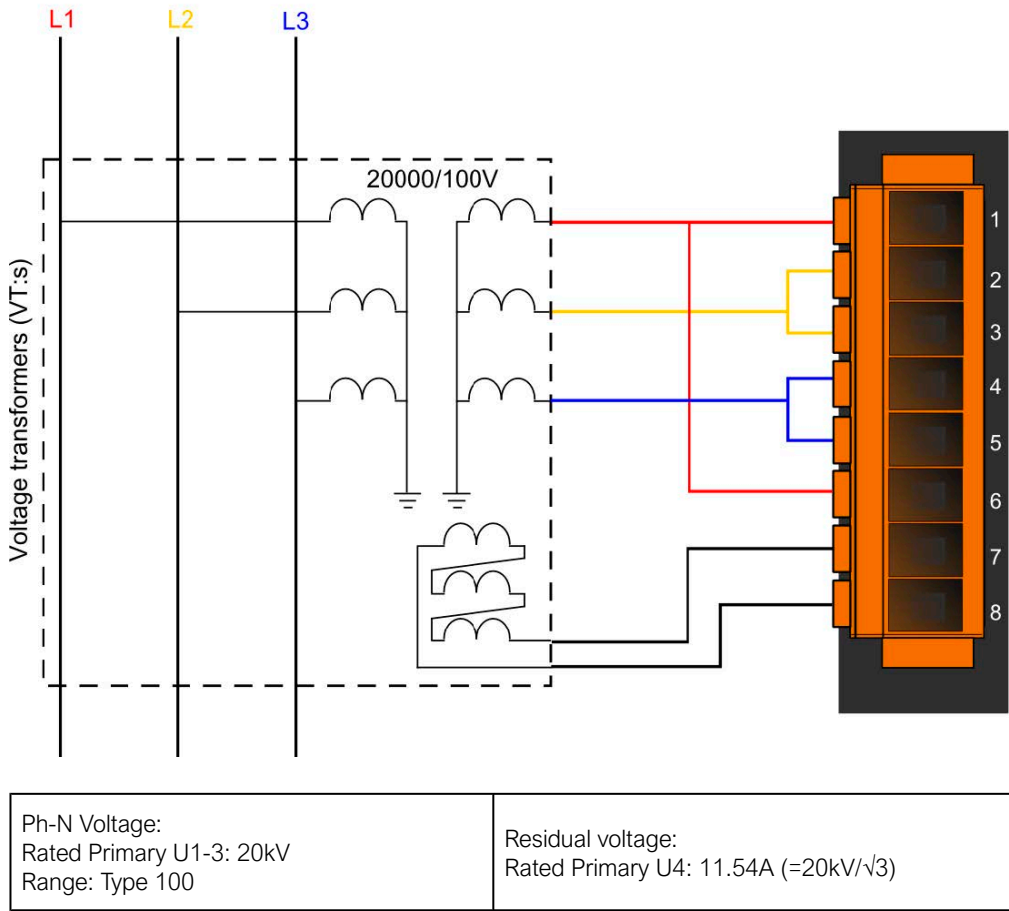 L1 L2 L3
20000/100V
Voltage transformers (VT:s)
1
2
3
4
5
6
7
8
Ph-N Voltage:
Rated Primary U1-3: 20kV
Range: Type 100
Residual voltage:
Rated Primary U4: 11.54A (=20kV/√3)